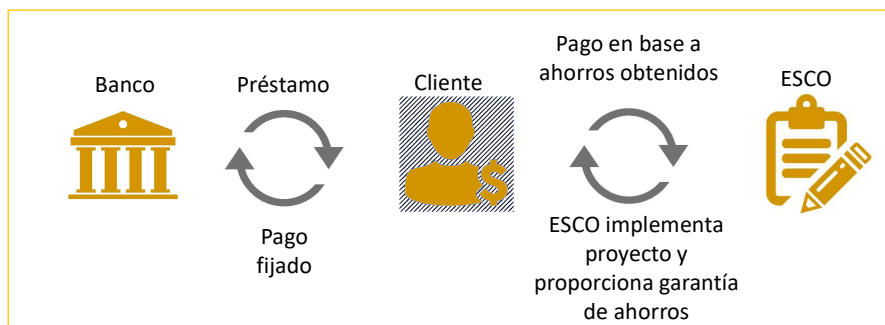 Banco
Préstamo
Cliente
Pago en base a
ahorros obtenidos
ESCO
$
Pago
fijado
ESCO implementa
proyecto y
proporciona garantía
de ahorros